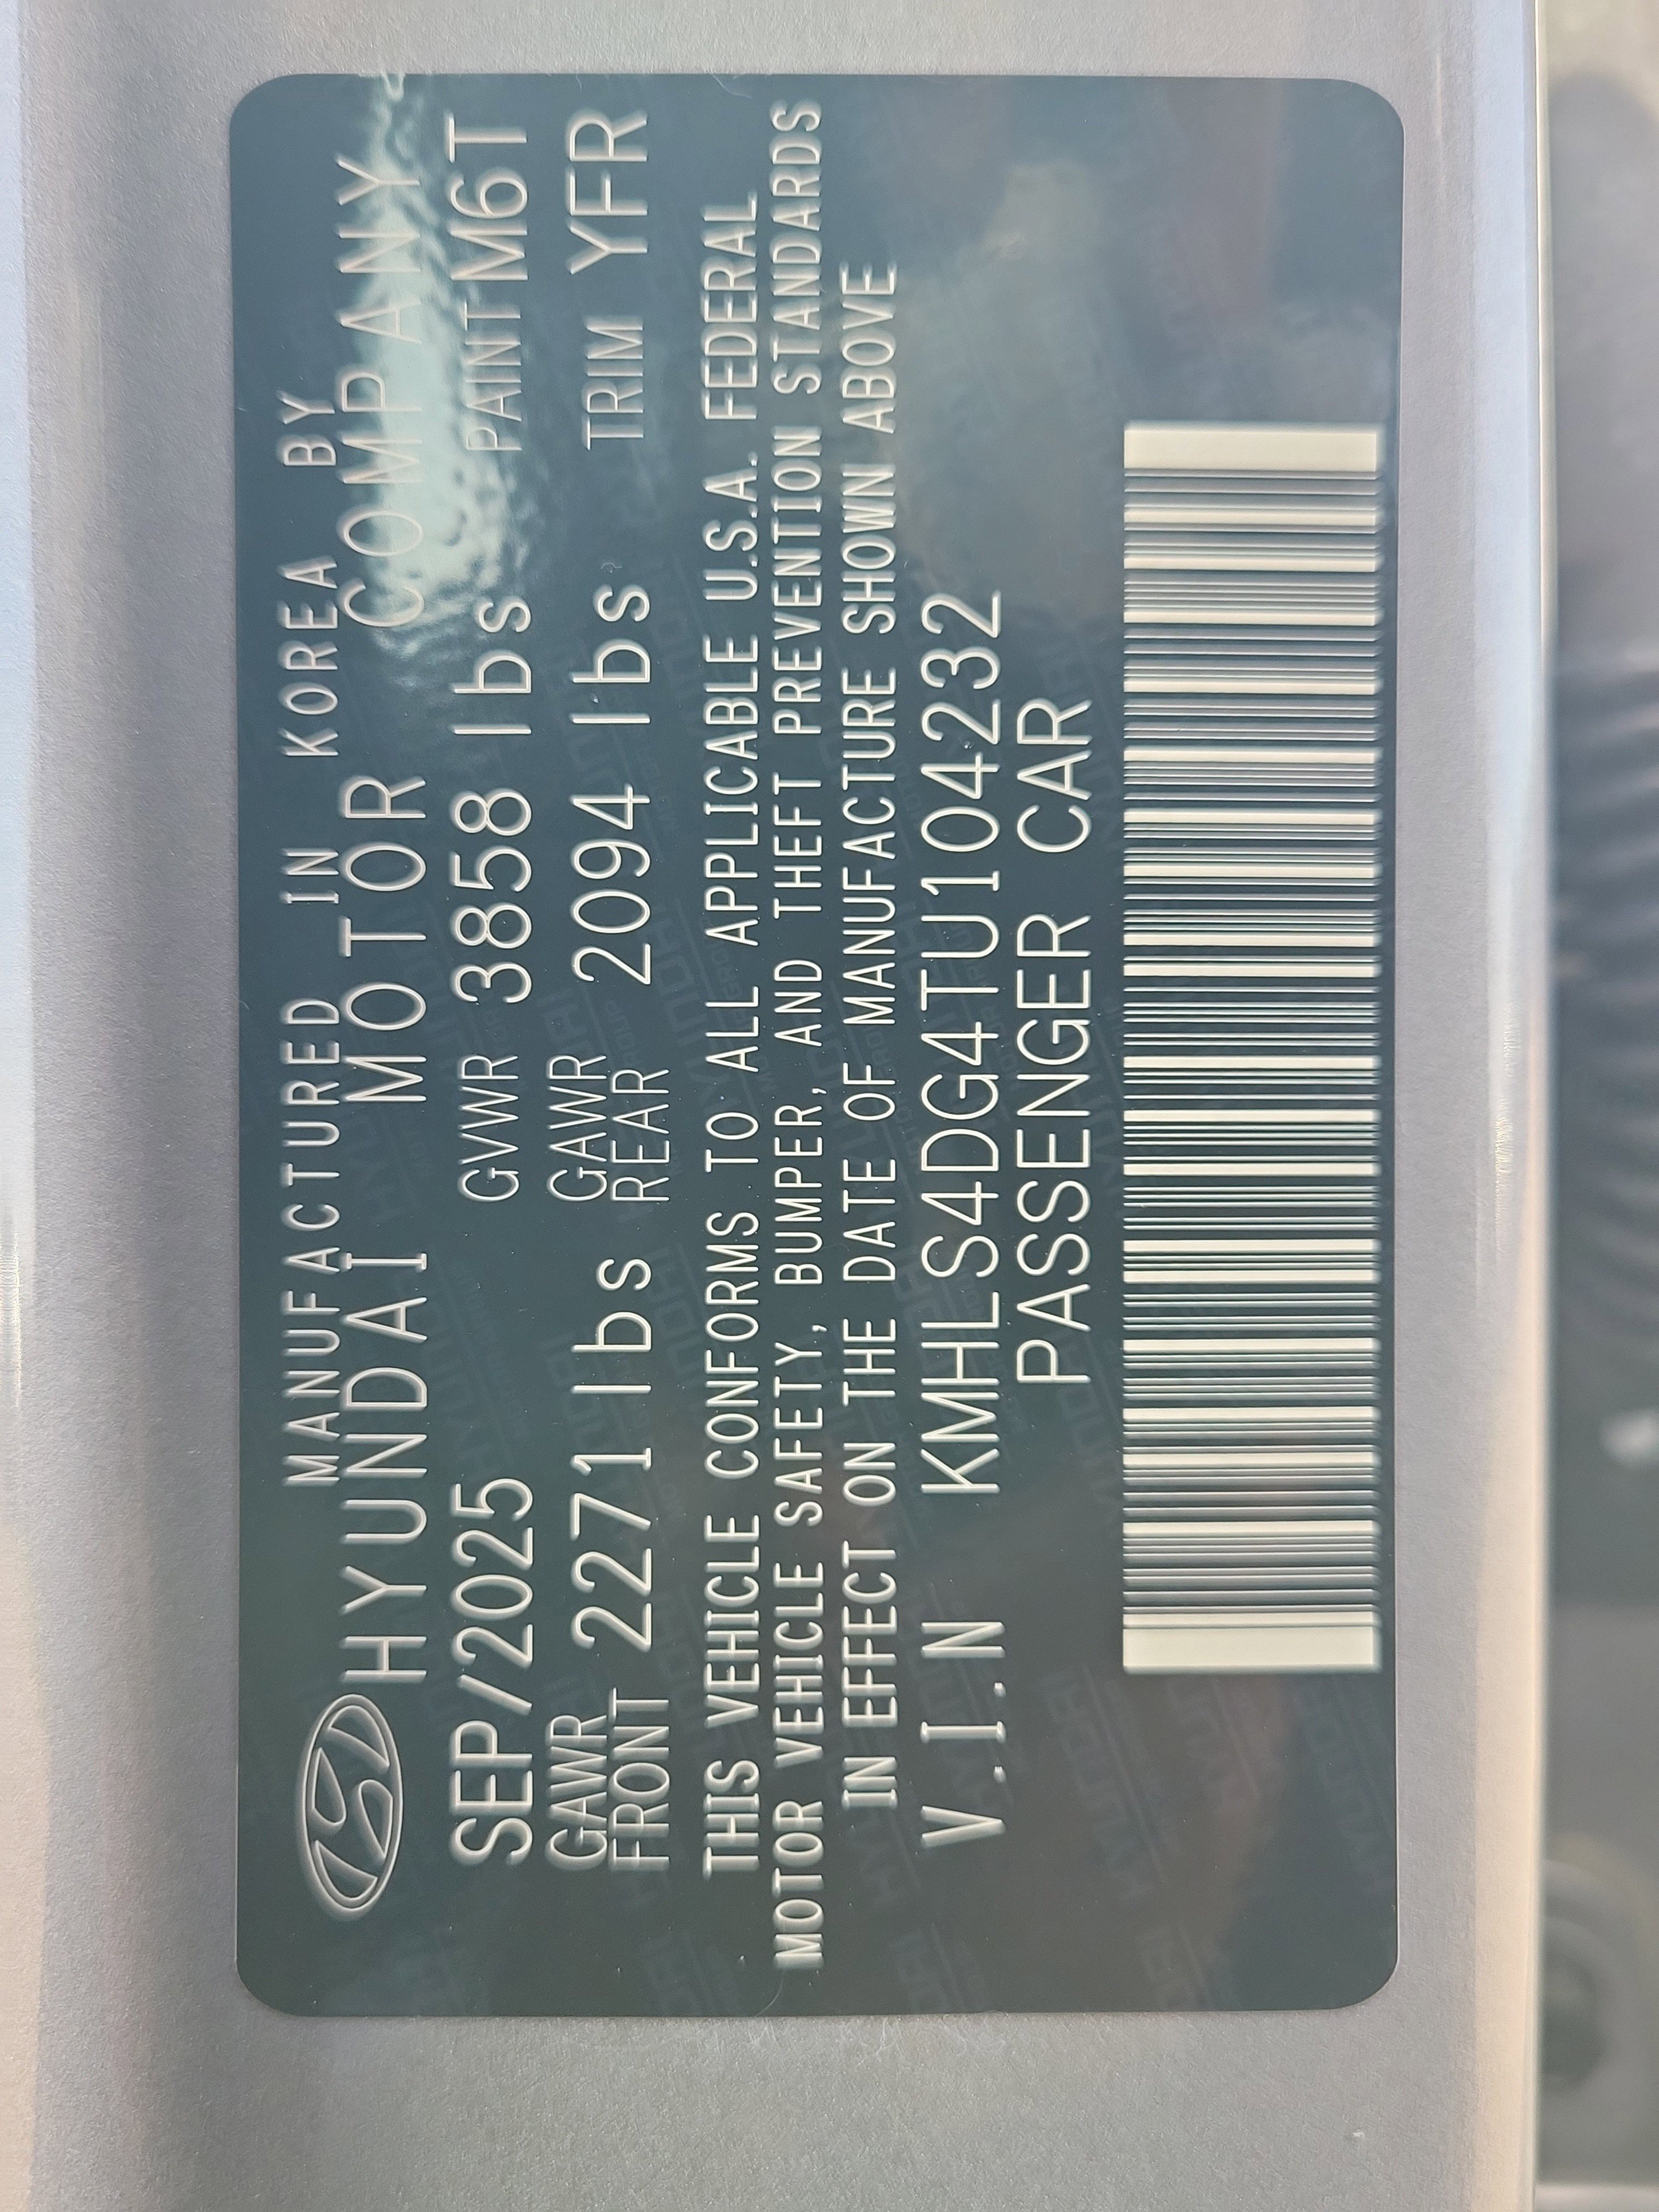 MANUFACTURED IN KOREA BY
HYUNDAI MOTOR COMPANY
SEP/2025 GVWR 3858 lbs PAINT M6T
GAWR FRONT 2271 lbs GAWR REAR 2094 lbs TRIM YFR
THIS VEHICLE CONFORMS TO ALL APPLICABLE U.S.A. FEDERAL
MOTOR VEHICLE SAFETY, BUMPER, AND THEFT PREVENTION STANDARDS
IN EFFECT ON THE DATE OF MANUFACTURE SHOWN ABOVE
V.I.N KMHLS4DG4TU104232
PASSENGER CAR